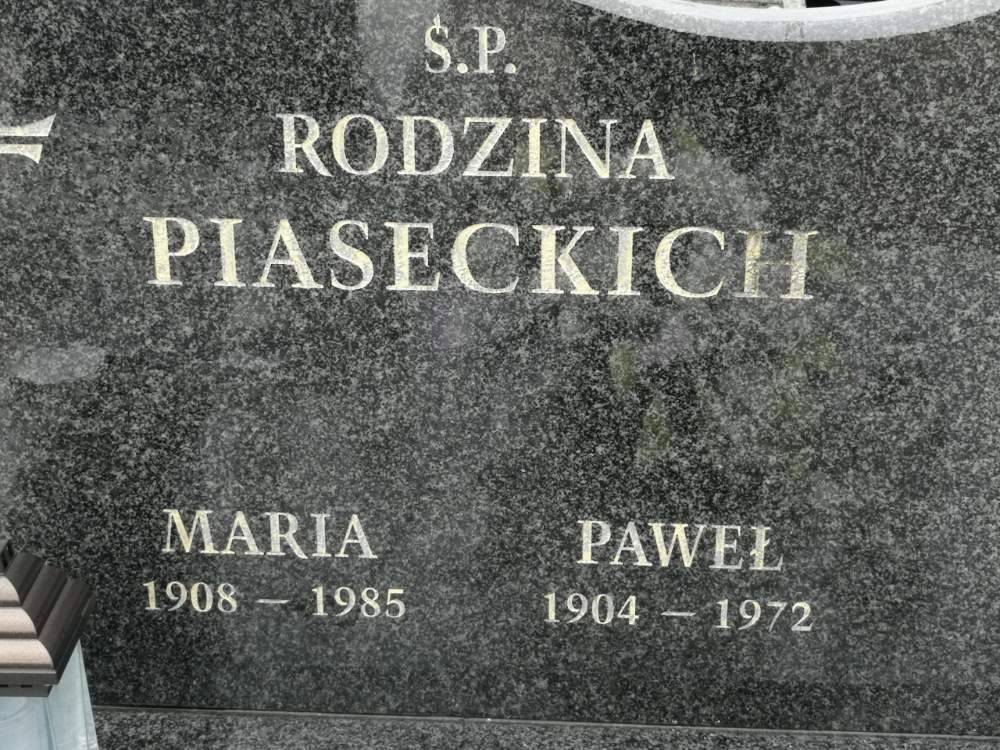 Ś.P.
RODZINA
PIASECKICH
MARIA PAWEŁ
1908 – 1985 1904 – 1972